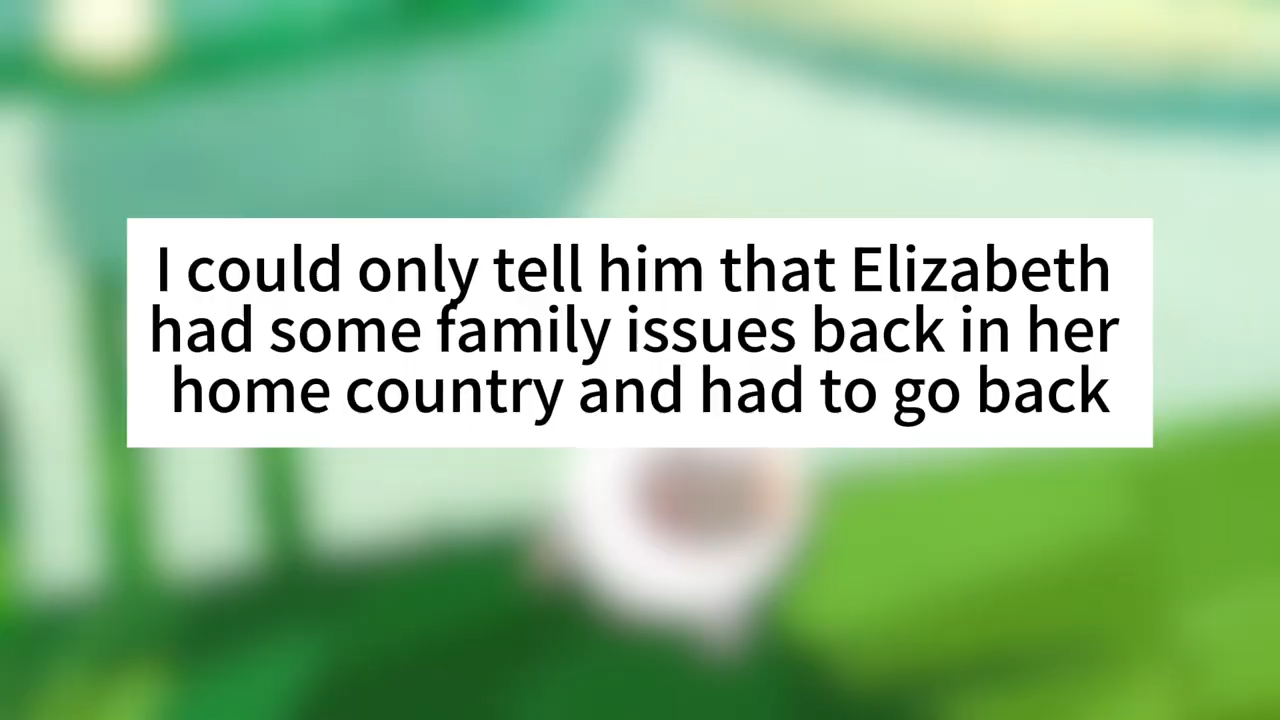 I could only tell him that Elizabeth
had some family issues back in her
home country and had to go back